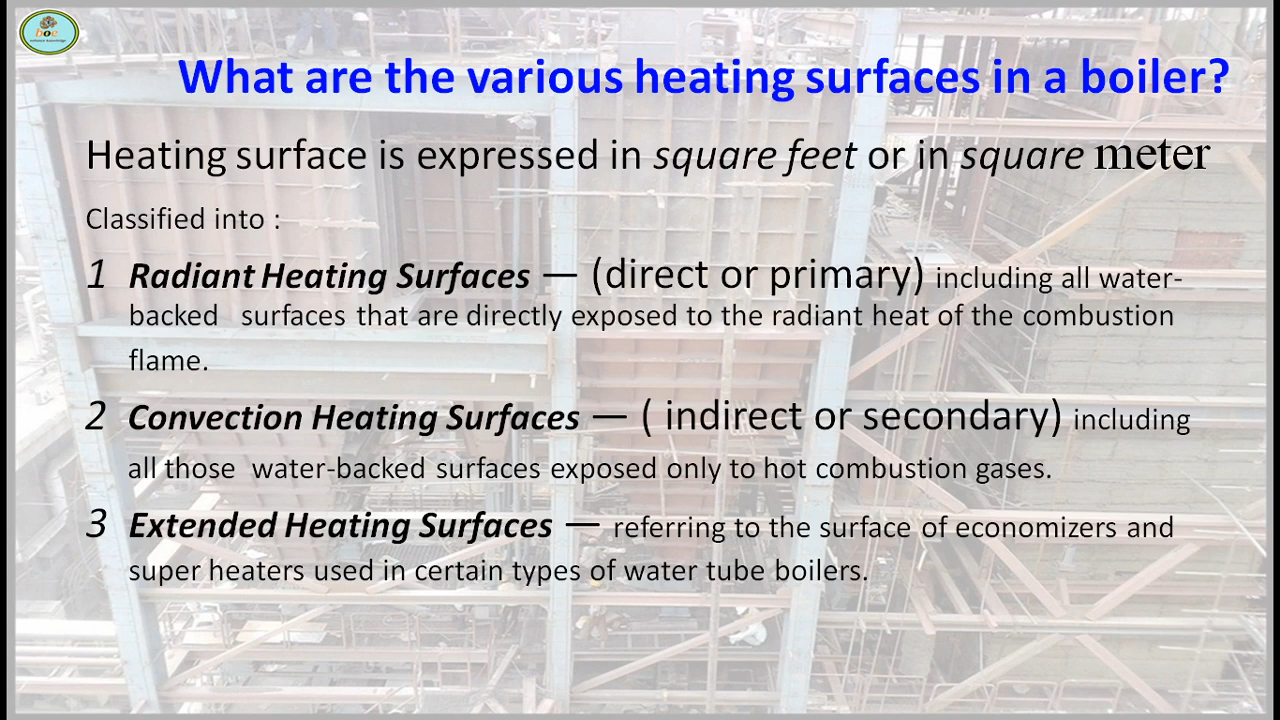 boe
What are the various heating surfaces in a boiler?
Heating surface is expressed in square feet or in square meter
Classified into :
1 Radiant Heating Surfaces — (direct or primary) including all water-
backed surfaces that are directly exposed to the radiant heat of the combustion
flame.
2 Convection Heating Surfaces — ( indirect or secondary) including
all those water-backed surfaces exposed only to hot combustion gases.
3 Extended Heating Surfaces — referring to the surface of economizers and
super heaters used in certain types of water tube boilers.